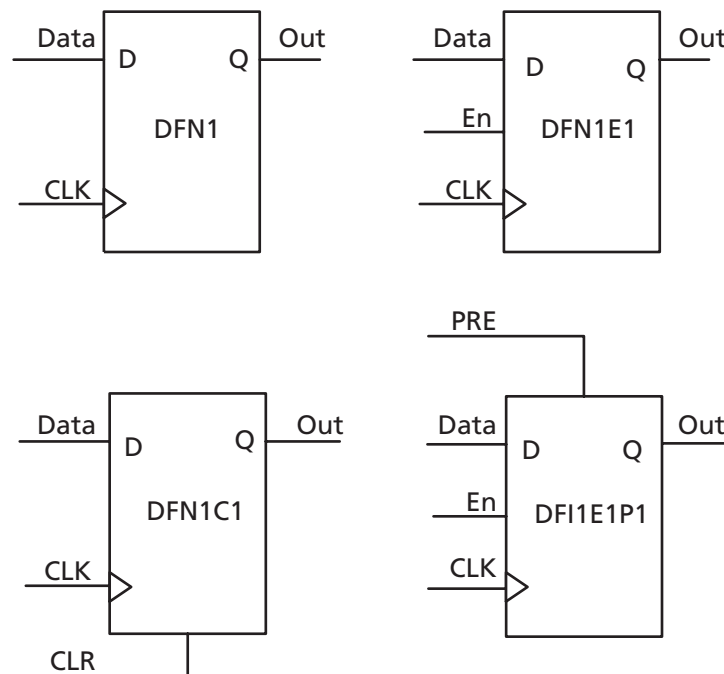 Data
D
Q
Out
DFN1
CLK
Data
D
Q
Out
En
DFN1E1
CLK
Data
D
Q
Out
DFN1C1
CLK
CLR
PRE
Data
D
Q
Out
En
DFI1E1P1
CLK